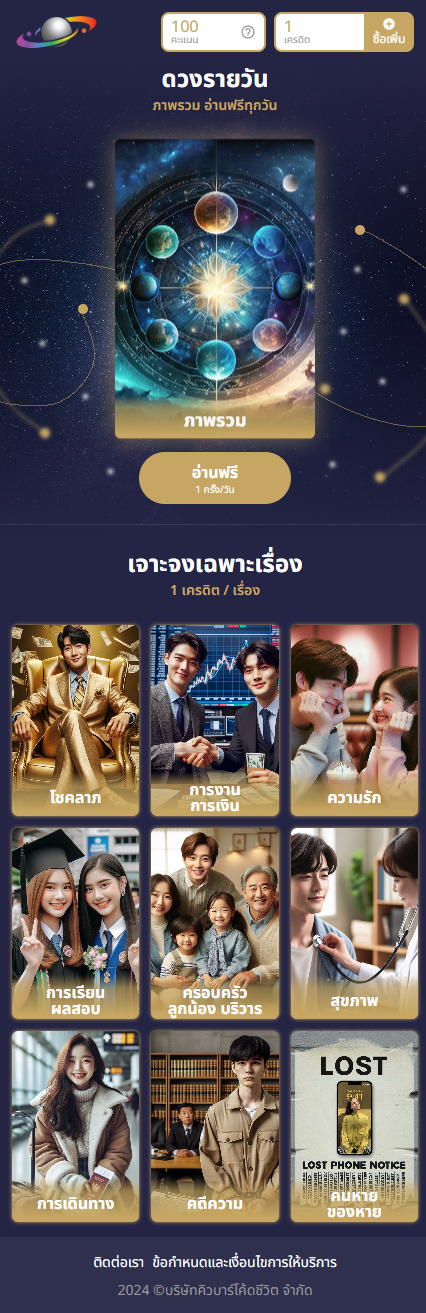 100
คะแนน
1
เครดิต
ซื้อเพิ่ม
ดวงรายวัน
ภาพรวม อ่านฟรีทุกวัน
ภาพรวม
อ่านฟรี
1 ครั้ง/วัน
เจาะจงเฉพาะเรื่อง
1 เครดิต / เรื่อง
โชคลาภ
การงาน
การเงิน
ความรัก
การเรียน
ผลสอบ
ครอบครัว
ลูกน้อง บริวาร
สุขภาพ
การเดินทาง
คดีความ
LOST
LOST PHONE NOTICE
คนหาย
ของหาย
ติดต่อเรา ข้อกำหนดและเงื่อนไขการให้บริการ
2024 ©บริษัทคิวบาร์โค้ดชีวิต จำกัด